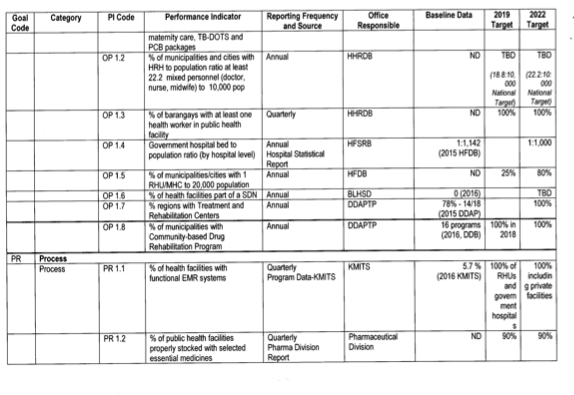 Goal Code | Category | PI Code | Performance Indicator | Reporting Frequency and Source | Office Responsible | Baseline Data | 2019 Target | 2022 Target
maternity care, TB-DOTS and PCB packages
OP 1.2 | % of municipalities and cities with HRH to population ratio at least 22.2 mixed personnel (doctor, nurse, midwife) to 10,000 pop | Annual | HHRDB | ND | TBD (18.8:10,000 National Target) | TBD (22.2:10,000 National Target)
OP 1.3 | % of barangays with at least one health worker in public health facility | Quarterly | HHRDB | ND | 100% | 100%
OP 1.4 | Government hospital bed to population ratio (by hospital level) | Annual Hospital Statistical Report | HFSRB | 1:1,142 (2015 HFDB) | | 1:1,000
OP 1.5 | % of municipalities/cities with 1 RHU/MHC to 20,000 population | Annual | HFDB | ND | 25% | 80%
OP 1.6 | % of health facilities part of a SDN | Annual | BLHSD | 0 (2016) | | TBD
OP 1.7 | % regions with Treatment and Rehabilitation Centers | Annual | DDAPTP | 78% - 14/18 (2015 DDAP) | | 100%
OP 1.8 | % of municipalities with Community-based Drug Rehabilitation Program | Annual | DDAPTP | 16 programs (2016, DDB) | 100% in 2018 | 100%
PR | Process
Process | PR 1.1 | % of health facilities with functional EMR systems | Quarterly Program Data-KMITS | KMITS | 5.7 % (2016 KMITS) | 100% of RHUs and government hospitals | 100% including private facilities
PR 1.2 | % of public health facilities properly stocked with selected essential medicines | Quarterly Pharma Division Report | Pharmaceutical Division | ND | 90% | 90%